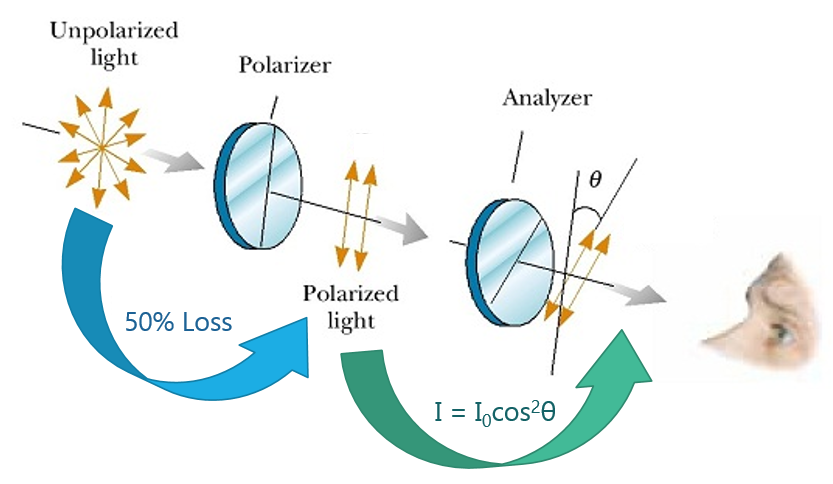 Unpolarized
light
Polarizer
Analyzer
θ
Polarized
light
50% Loss
I = I₀cos²θ